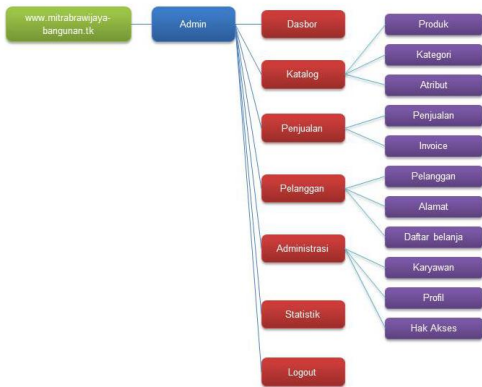 www.mitrabrawijaya-
bangunan.tk
Admin
Dasbor
Katalog
Produk
Kategori
Atribut
Penjualan
Penjualan
Invoice
Pelanggan
Pelanggan
Alamat
Daftar belanja
Administrasi
Karyawan
Profil
Hak Akses
Statistik
Logout